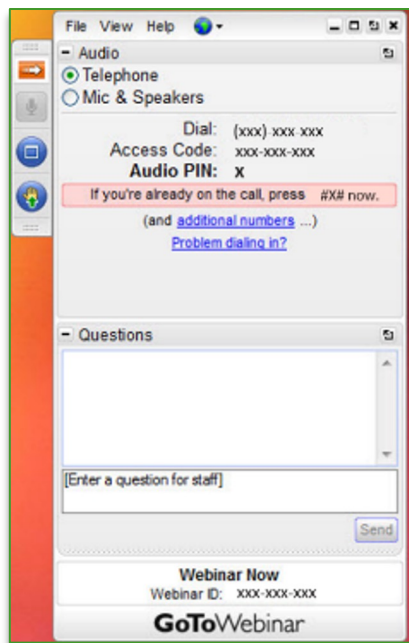 File View Help
Audio
Telephone
Mic & Speakers
Dial: (xxx)-xxx-xxx
Access Code: xxx-xxx-xxx
Audio PIN: x
If you're already on the call, press #X# now.
(and additional numbers ...)
Problem dialing in?
Questions
[Enter a question for staff]
Send
Webinar Now
Webinar ID: xxx-xxx-xxx
GoToWebinar